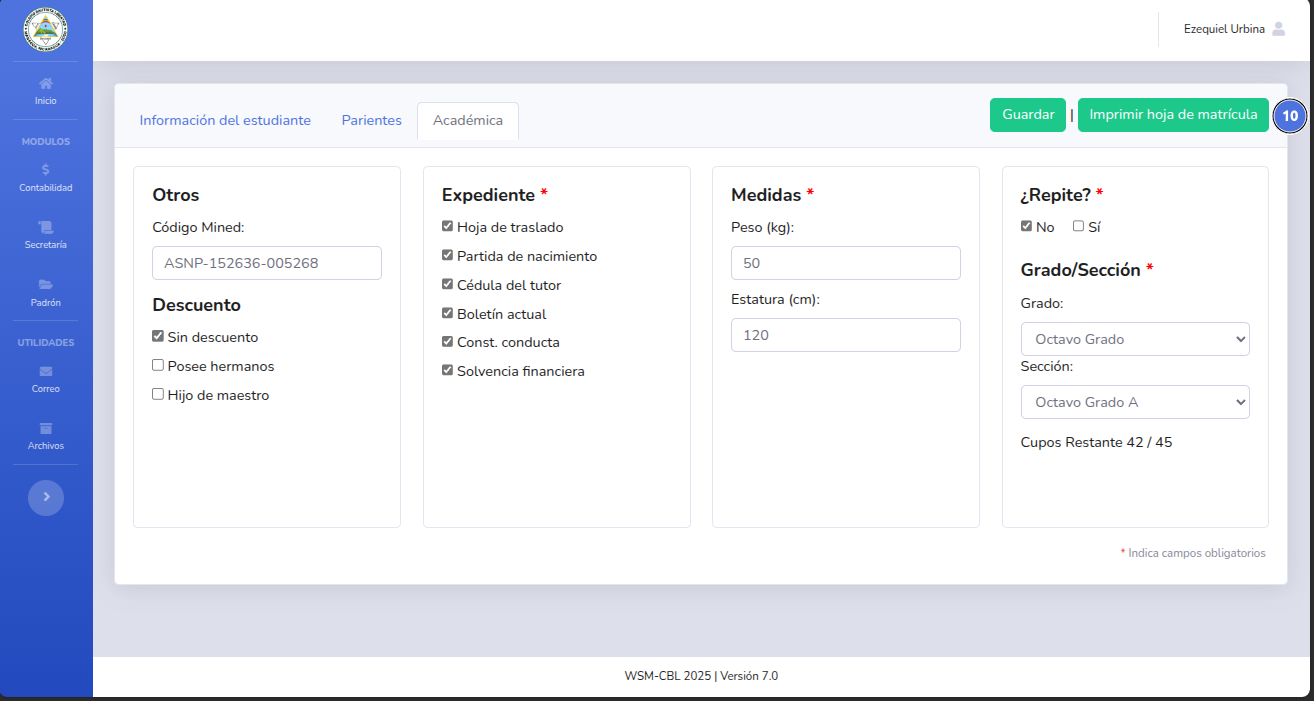 Ezequiel Urbina
Inicio
MODULOS
Contabilidad
Secretaría
Padrón
UTILIDADES
Correo
Archivos
Información del estudiante
Parientes
Académica
Guardar | Imprimir hoja de matrícula
10
Otros
Código Mined:
ASNP-152636-005268
Descuento
Sin descuento
Posee hermanos
Hijo de maestro
Expediente *
Hoja de traslado
Partida de nacimiento
Cédula del tutor
Boletín actual
Const. conducta
Solvencia financiera
Medidas *
Peso (kg):
50
Estatura (cm):
120
¿Repite? *
No Sí
Grado/Sección *
Grado:
Octavo Grado
Sección:
Octavo Grado A
Cupos Restante 42 / 45
* Indica campos obligatorios
WSM-CBL 2025 | Versión 7.0